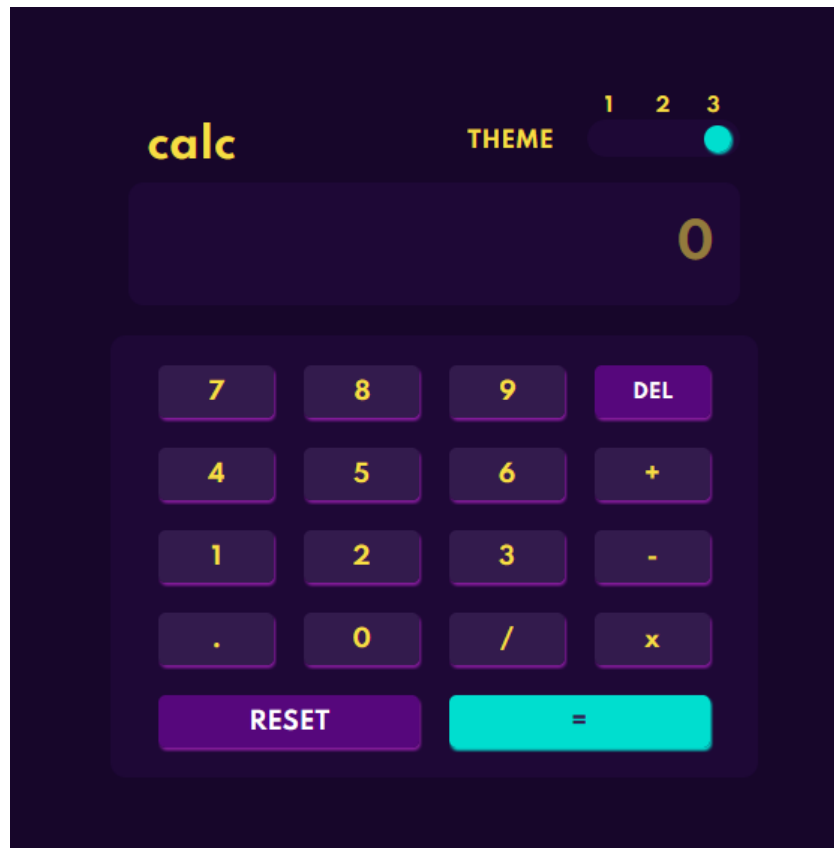 1 2 3
calc THEME
0
7 8 9 DEL
4 5 6 +
1 2 3 -
. 0 / x
RESET =